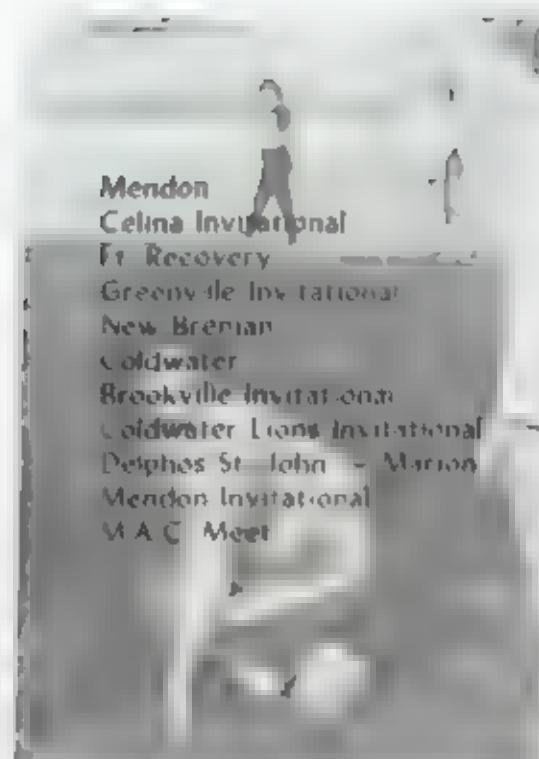 Mendon
Celina Invitational
Ft. Recovery
Greenville Invitational
New Breman
Coldwater
Brookville Invitational
Coldwater Lions Invitational
Delphos St. John - Marion
Mendon Invitational
M.A.C. Meet